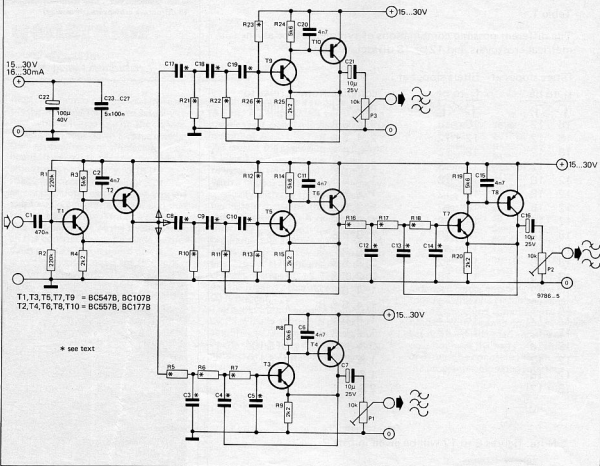 15...30V
16...30mA
+
C22
100µ
40V
C23...C27
5x100n
0
R23
R24
5k6
C20
4n7
T10
+15...30V
C17
C18
C19
T9
C21
10µ
25V
R21
R22
R26
R25
2k2
10k
P3
0
R1
220k
R3
5k6
C2
4n7
T2
C1
470n
T1
R2
220k
R4
2k2
R12
R14
5k6
C11
4n7
T6
C8
C9
C10
T5
R10
R11
R13
R15
2k2
R16
R17
R18
C12
C13
C14
R19
5k6
C15
4n7
T8
+15...30V
T7
C16
10µ
25V
R20
2k2
10k
P2
0
9786...5
T1,T3,T5,T7,T9 = BC547B, BC107B
T2,T4,T6,T8,T10 = BC557B, BC177B
* see text
R8
5k6
C6
4n7
T4
+15...30V
R5
R6
R7
T3
C7
10µ
25V
C3
C4
C5
R9
2k2
10k
P1
0